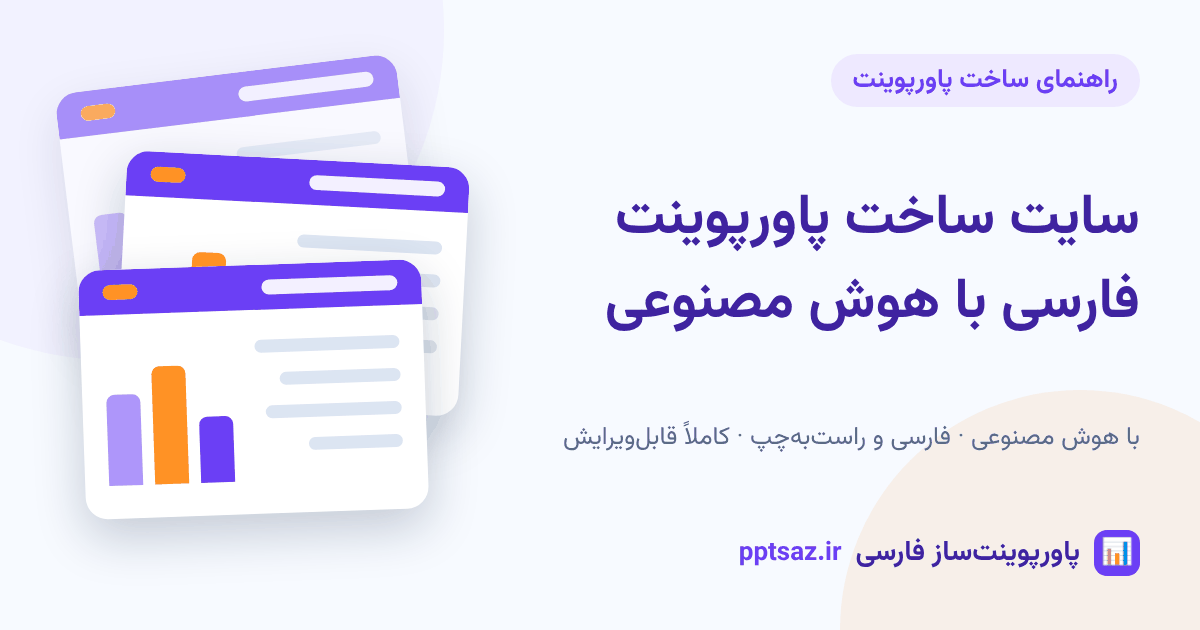 راهنمای ساخت پاورپوینت
سایت ساخت پاورپوینت
فارسی با هوش مصنوعی
با هوش مصنوعی · فارسی و راست‌به‌چپ · کاملاً قابل‌ویرایش
پاورپوینت‌ساز فارسی pptsaz.ir